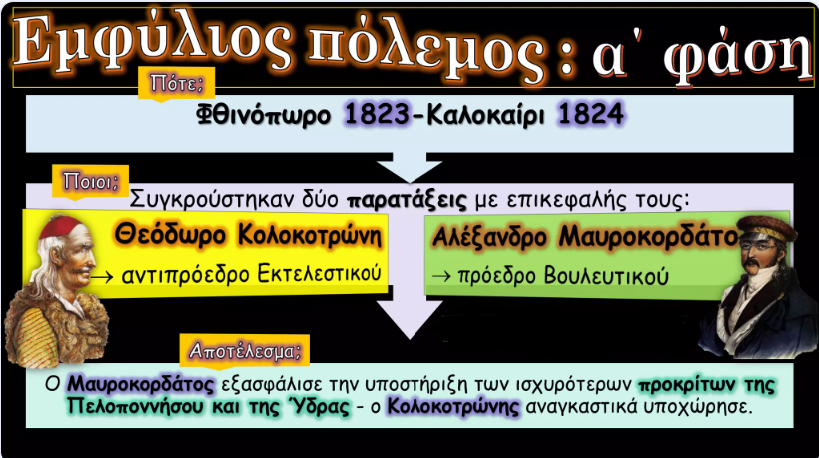 Εμφύλιος πόλεμος : α΄ φάση
Πότε;
Φθινόπωρο 1823-Καλοκαίρι 1824
Ποιοι;
Συγκρούστηκαν δύο παρατάξεις με επικεφαλής τους:
Θεόδωρο Κολοκοτρώνη
→ αντιπρόεδρο Εκτελεστικού
Αλέξανδρο Μαυροκορδάτο
→ πρόεδρο Βουλευτικού
Αποτέλεσμα;
Ο Μαυροκορδάτος εξασφάλισε την υποστήριξη των ισχυρότερων προκρίτων της
Πελοποννήσου και της Ύδρας - ο Κολοκοτρώνης αναγκαστικά υποχώρησε.